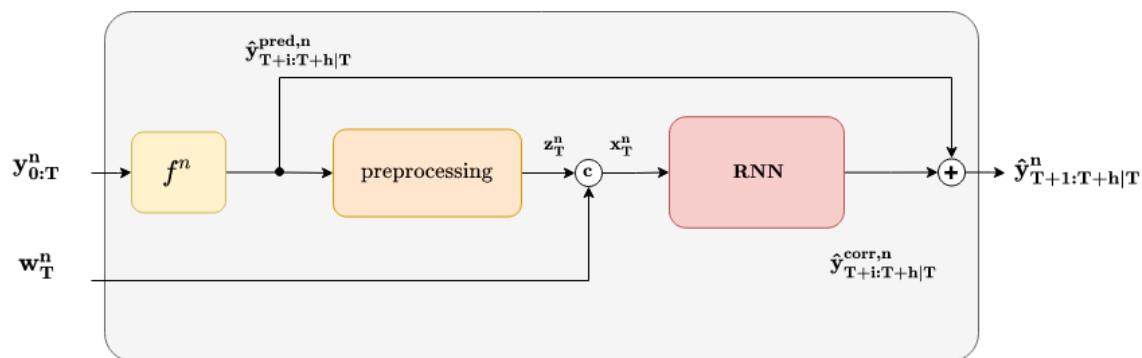 ŷ^{pred,n}_{T+i:T+h|T}
y^n_{0:T}
f^n
preprocessing
z^n_T
c
x^n_T
RNN
+
ŷ^n_{T+1:T+h|T}
w^n_T
ŷ^{corr,n}_{T+i:T+h|T}